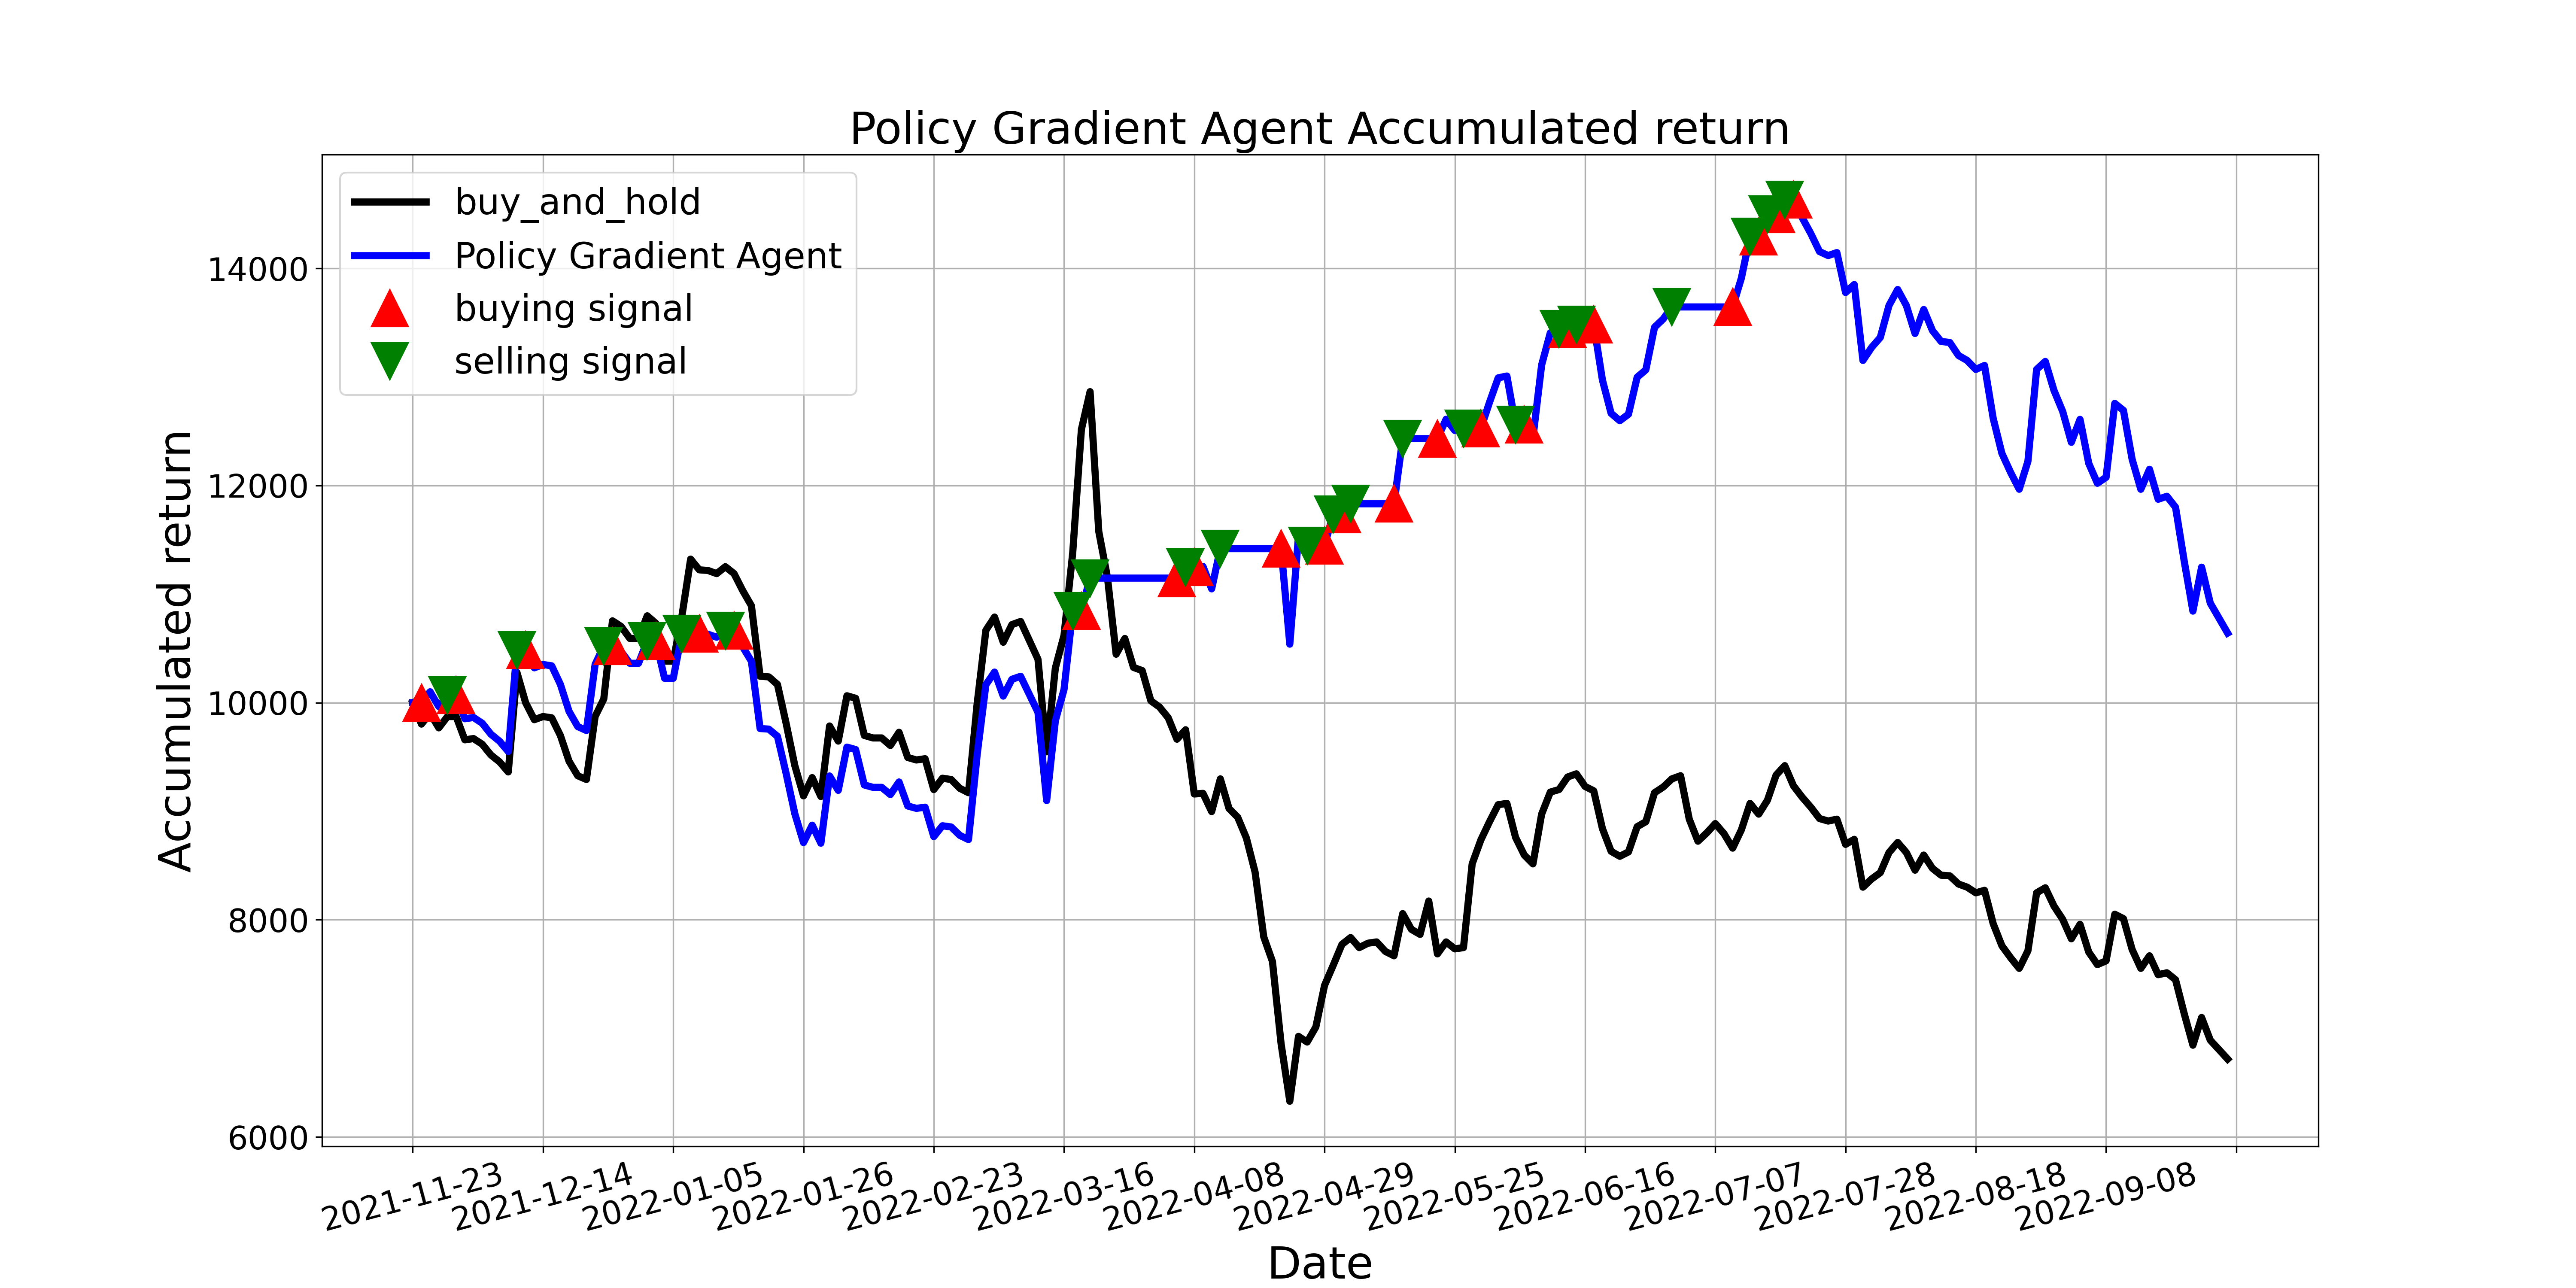 Policy Gradient Agent Accumulated return
buy_and_hold
Policy Gradient Agent
buying signal
selling signal
Accumulated return
14000
12000
10000
8000
6000
2021-11-23
2021-12-14
2022-01-05
2022-01-26
2022-02-23
2022-03-16
2022-04-08
2022-04-29
2022-05-25
2022-06-16
2022-07-07
2022-07-28
2022-08-18
2022-09-08
Date